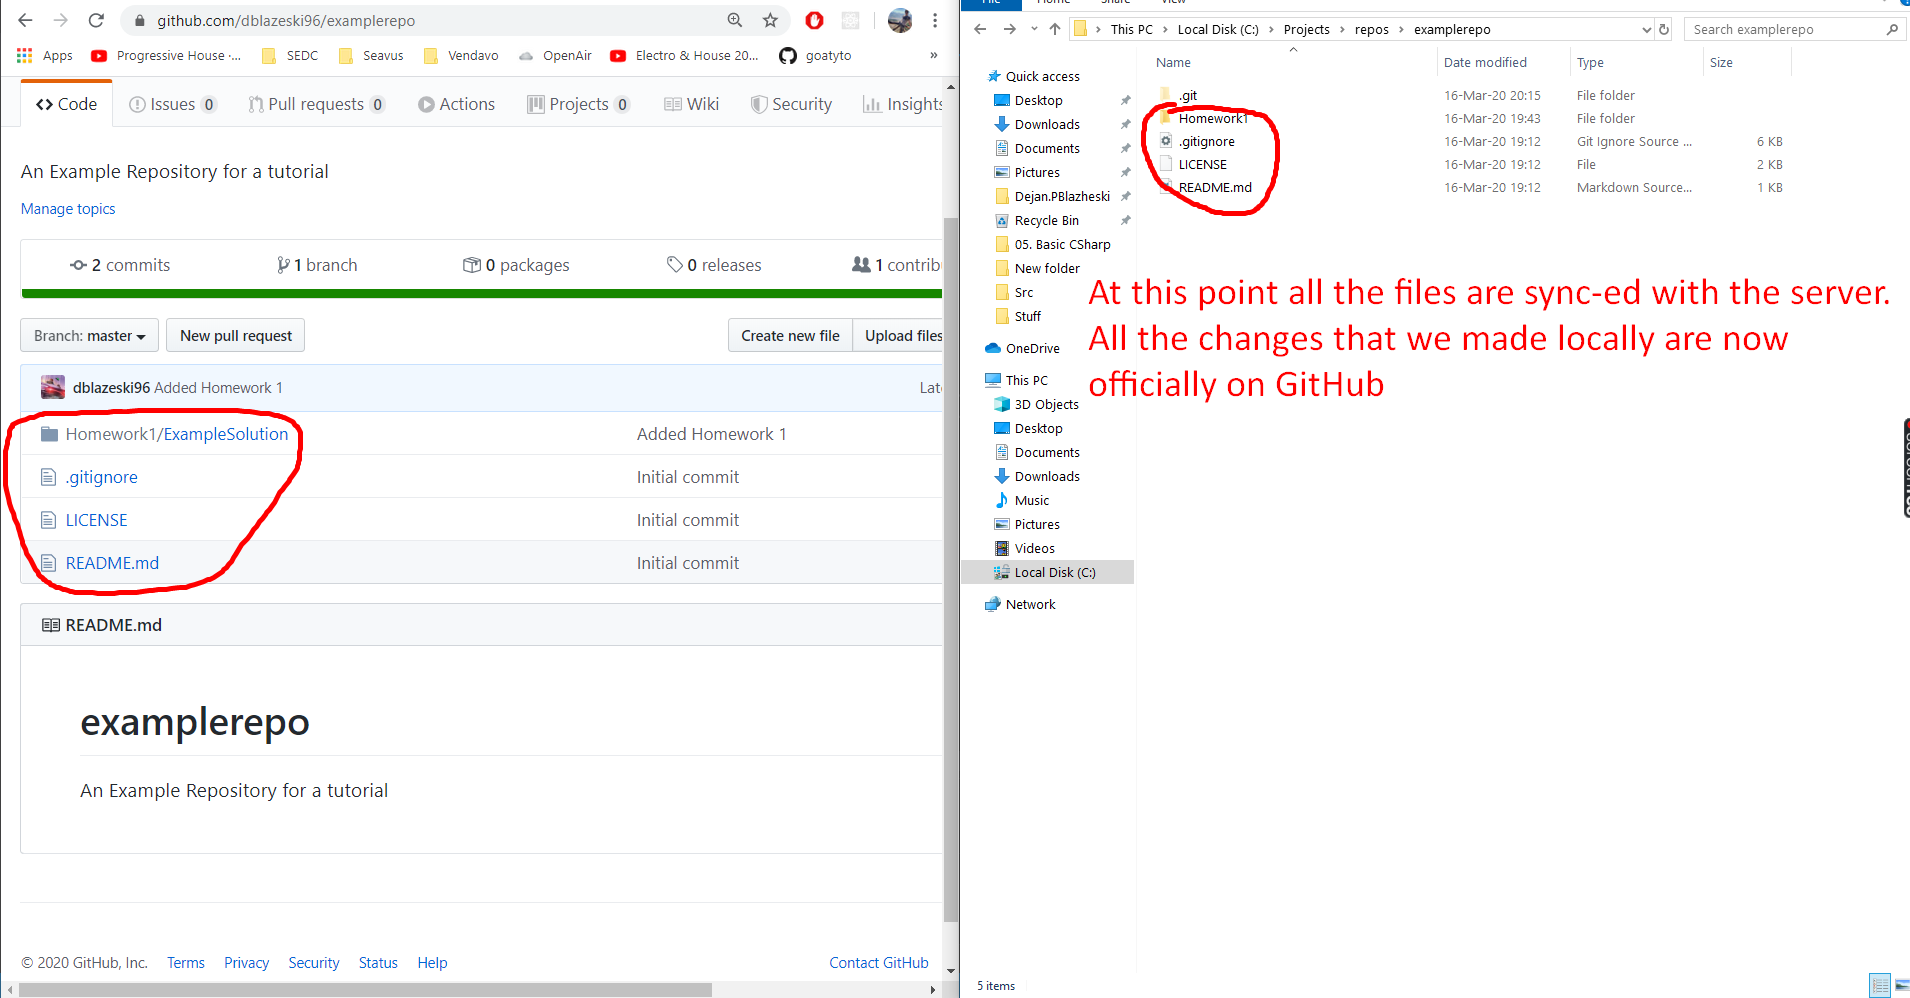 github.com/dblazeski96/examplerepo
Apps Progressive House -... SEDC Seavus Vendavo OpenAir Electro & House 20... goatyto »
Code Issues 0 Pull requests 0 Actions Projects 0 Wiki Security Insights
An Example Repository for a tutorial
Manage topics
2 commits 1 branch 0 packages 0 releases 1 contrib
Branch: master New pull request Create new file Upload files
dblazeski96 Added Homework 1 Late
Homework1/ExampleSolution Added Homework 1
.gitignore Initial commit
LICENSE Initial commit
README.md Initial commit
README.md
examplerepo
An Example Repository for a tutorial
© 2020 GitHub, Inc. Terms Privacy Security Status Help Contact GitHub
File Home Share View
This PC > Local Disk (C:) > Projects > repos > examplerepo Search examplerepo
Name Date modified Type Size
.git 16-Mar-20 20:15 File folder
Homework1 16-Mar-20 19:43 File folder
.gitignore 16-Mar-20 19:12 Git Ignore Source ... 6 KB
LICENSE 16-Mar-20 19:12 File 2 KB
README.md 16-Mar-20 19:12 Markdown Source... 1 KB
Quick access
Desktop
Downloads
Documents
Pictures
Dejan.PBlazheski
Recycle Bin
05. Basic CSharp
New folder
Src
Stuff
OneDrive
This PC
3D Objects
Desktop
Documents
Downloads
Music
Pictures
Videos
Local Disk (C:)
Network
At this point all the files are sync-ed with the server.
All the changes that we made locally are now
officially on GitHub
5 items